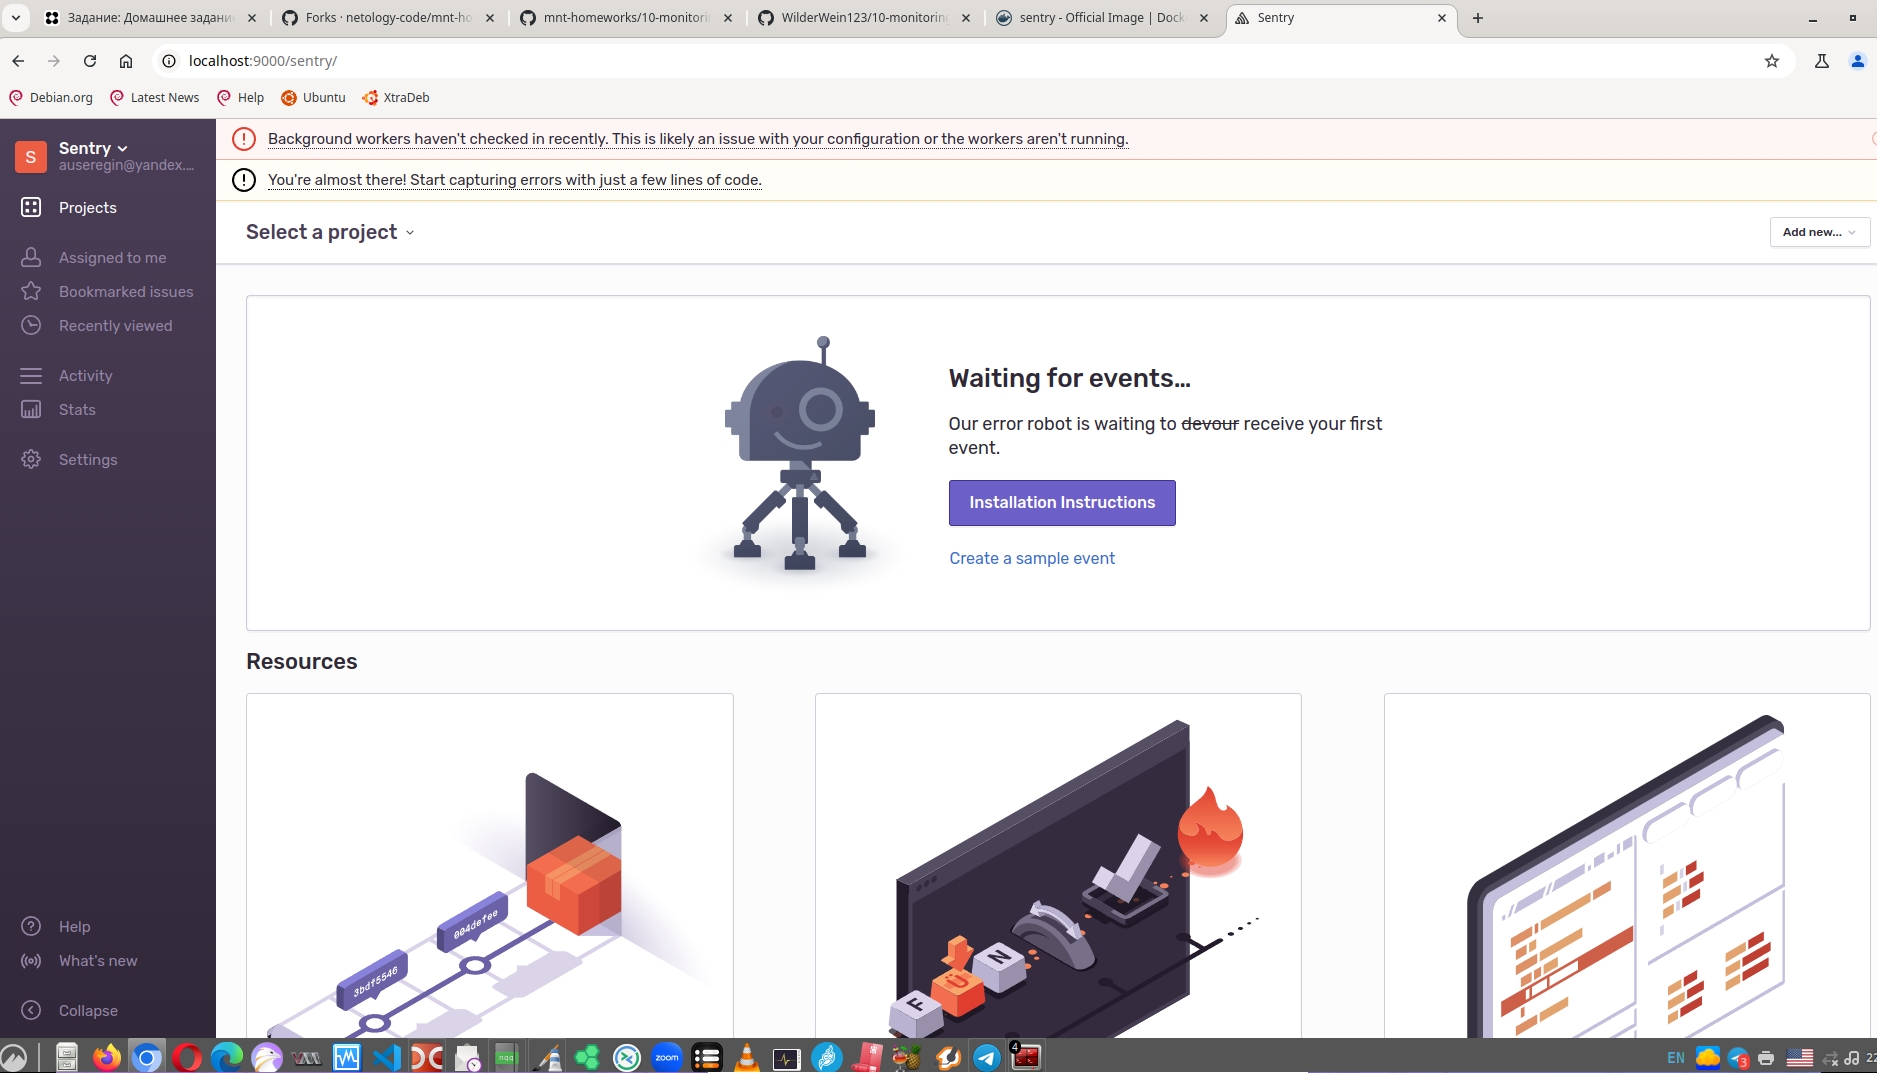 Задание: Домашнее задани
Forks · netology-code/mnt-ho
mnt-homeworks/10-monitori
WilderWein123/10-monitorin
sentry - Official Image | Dock
Sentry
localhost:9000/sentry/
Debian.org
Latest News
Help
Ubuntu
XtraDeb
S
Sentry
auseregin@yandex....
Background workers haven't checked in recently. This is likely an issue with your configuration or the workers aren't running.
You're almost there! Start capturing errors with just a few lines of code.
Projects
Select a project
Add new...
Assigned to me
Bookmarked issues
Recently viewed
Activity
Stats
Settings
Waiting for events…
Our error robot is waiting to devour receive your first
event.
Installation Instructions
Create a sample event
Resources
004defee
3bdf5546
F U N
Help
What's new
Collapse
zoom
4
EN
3
22